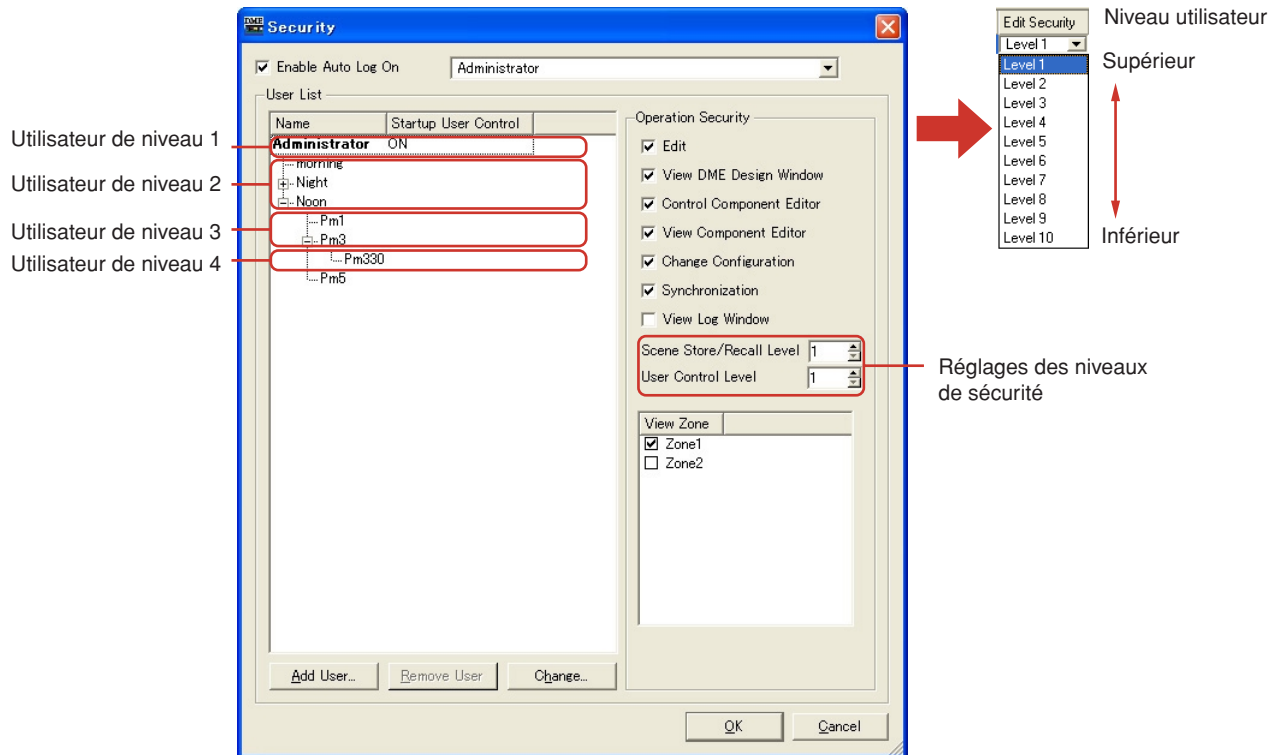 DME
Security
Enable Auto Log On
Administrator
User List
Name
Startup User Control
Administrator
ON
morning
Night
Noon
Pm1
Pm3
Pm330
Pm5
Add User...
Remove User
Change...
Operation Security
Edit
View DME Design Window
Control Component Editor
View Component Editor
Change Configuration
Synchronization
View Log Window
Scene Store/Recall Level 1
User Control Level 1
View Zone
Zone1
Zone2
OK
Cancel
Utilisateur de niveau 1
Utilisateur de niveau 2
Utilisateur de niveau 3
Utilisateur de niveau 4
Réglages des niveaux
de sécurité
Edit Security
Level 1
Level 1
Level 2
Level 3
Level 4
Level 5
Level 6
Level 7
Level 8
Level 9
Level 10
Niveau utilisateur
Supérieur
Inférieur